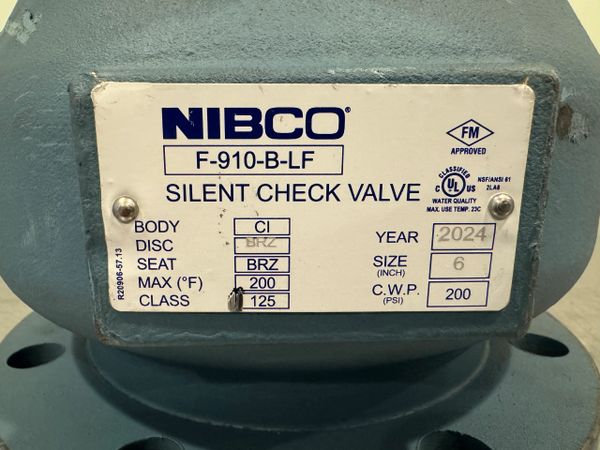 NIBCO®
F-910-B-LF
SILENT CHECK VALVE
FM
APPROVED
CLASSIFIED
C UL US
NSF/ANSI 61
2LA8
WATER QUALITY
MAX. USE TEMP. 23C
BODY CI
DISC BRZ
SEAT BRZ
MAX (°F) 200
CLASS 125
YEAR 2024
SIZE 6
(INCH)
C.W.P. 200
(PSI)
R20906-57.13